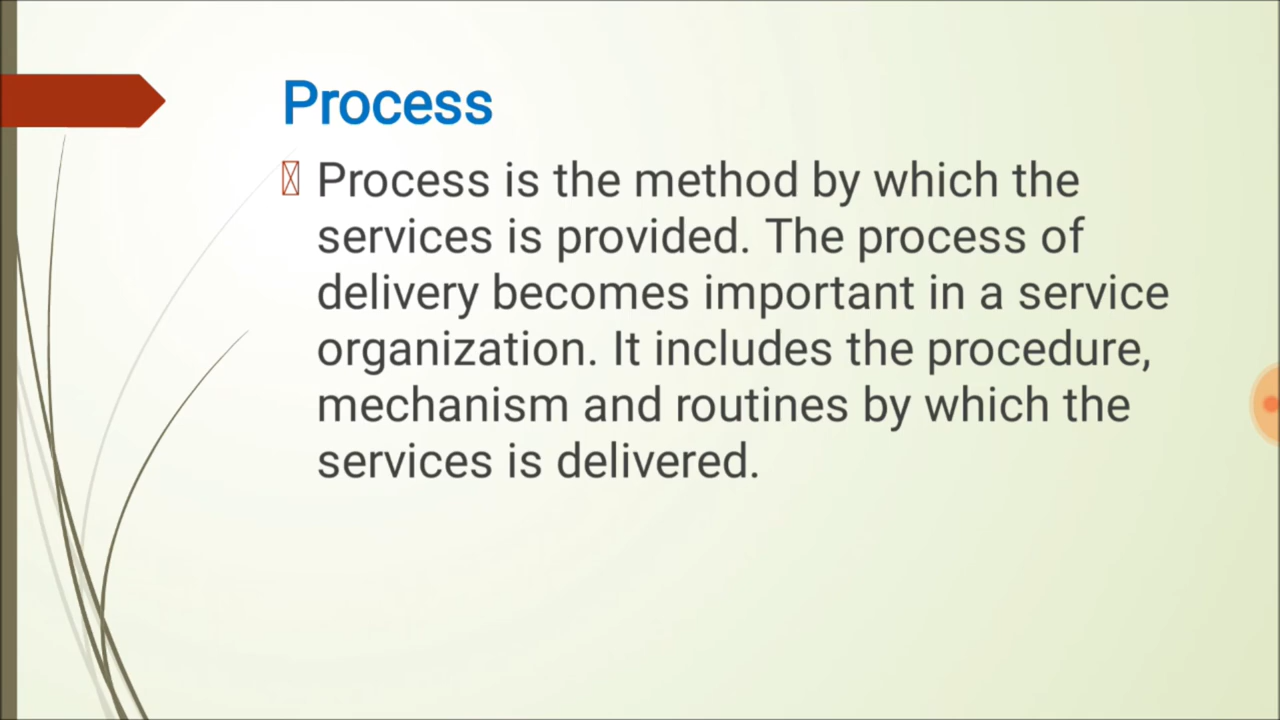 Process
Process is the method by which the
services is provided. The process of
delivery becomes important in a service
organization. It includes the procedure,
mechanism and routines by which the
services is delivered.